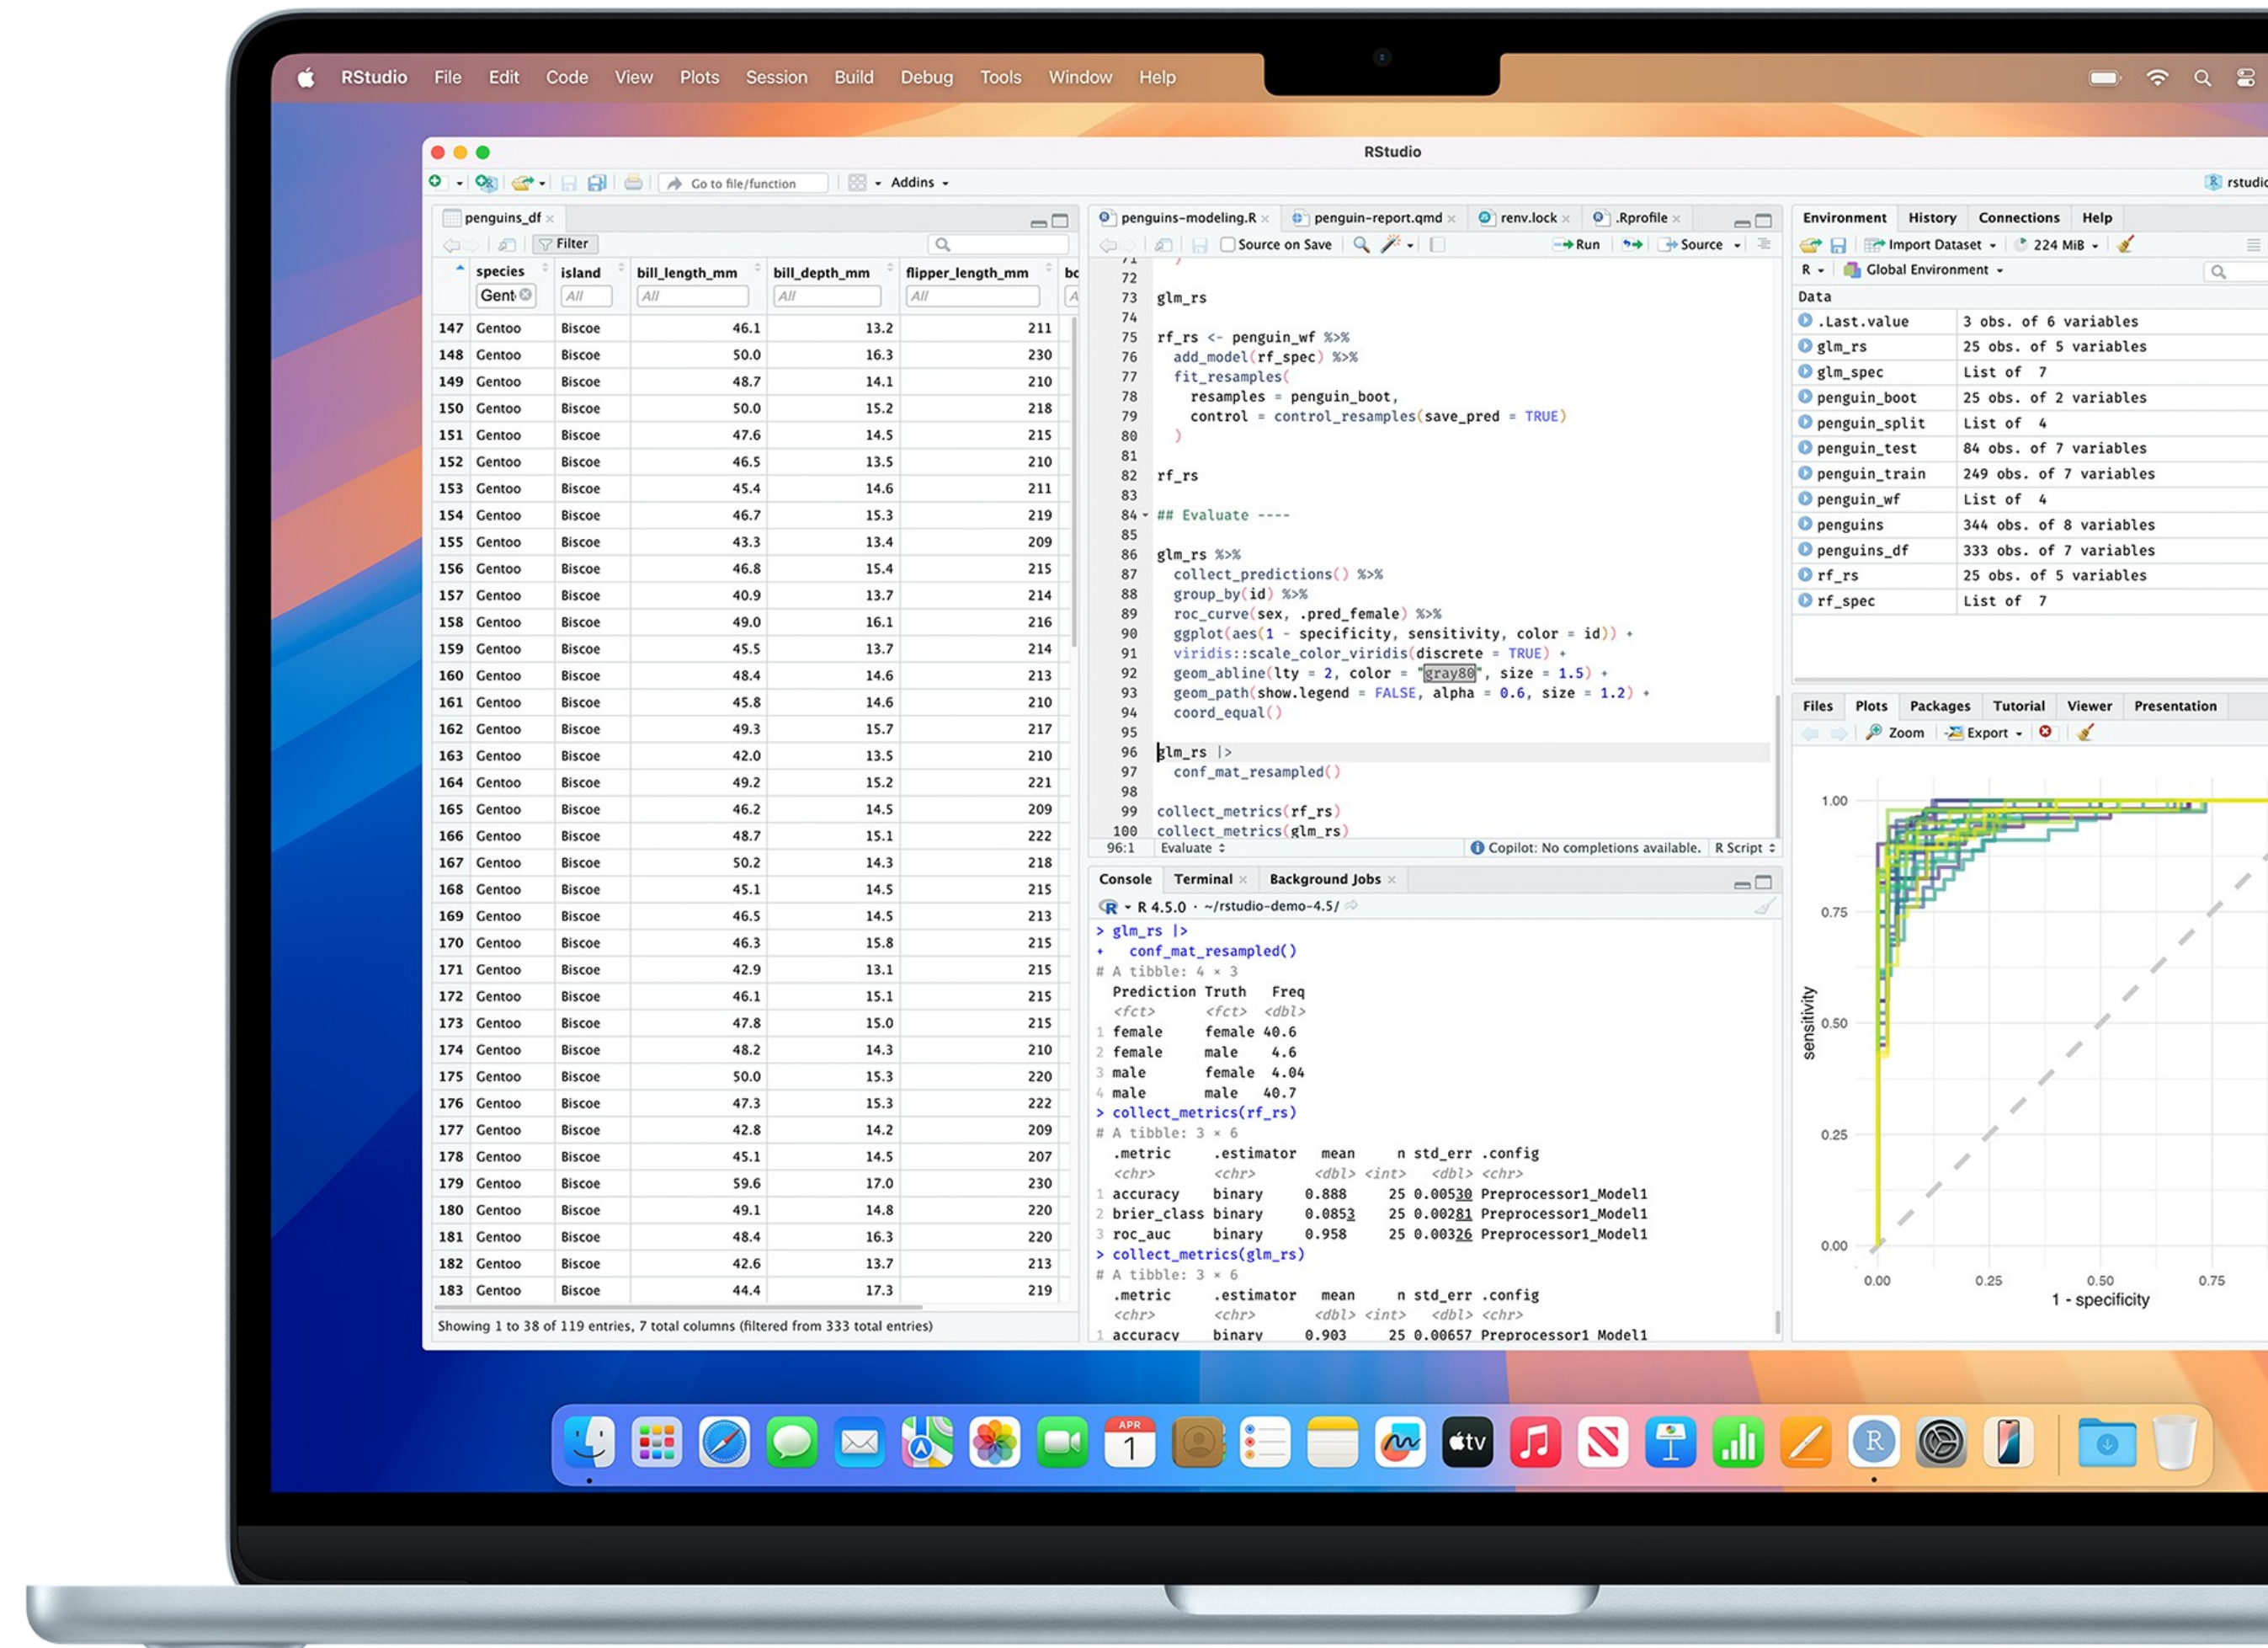 RStudio File Edit Code View Plots Session Build Debug Tools Window Help
RStudio
Go to file/function Addins
penguins_df
Filter
species island bill_length_mm bill_depth_mm flipper_length_mm
Gent All All All All
147 Gentoo Biscoe 46.1 13.2 211
148 Gentoo Biscoe 50.0 16.3 230
149 Gentoo Biscoe 48.7 14.1 210
150 Gentoo Biscoe 50.0 15.2 218
151 Gentoo Biscoe 47.6 14.5 215
152 Gentoo Biscoe 46.5 13.5 210
153 Gentoo Biscoe 45.4 14.6 211
154 Gentoo Biscoe 46.7 15.3 219
155 Gentoo Biscoe 43.3 13.4 209
156 Gentoo Biscoe 46.8 15.4 215
157 Gentoo Biscoe 40.9 13.7 214
158 Gentoo Biscoe 49.0 16.1 216
159 Gentoo Biscoe 45.5 13.7 214
160 Gentoo Biscoe 48.4 14.6 213
161 Gentoo Biscoe 45.8 14.6 210
162 Gentoo Biscoe 49.3 15.7 217
163 Gentoo Biscoe 42.0 13.5 210
164 Gentoo Biscoe 49.2 15.2 221
165 Gentoo Biscoe 46.2 14.5 209
166 Gentoo Biscoe 48.7 15.1 222
167 Gentoo Biscoe 50.2 14.3 218
168 Gentoo Biscoe 45.1 14.5 215
169 Gentoo Biscoe 46.5 14.5 213
170 Gentoo Biscoe 46.3 15.8 215
171 Gentoo Biscoe 42.9 13.1 215
172 Gentoo Biscoe 46.1 15.1 215
173 Gentoo Biscoe 47.8 15.0 215
174 Gentoo Biscoe 48.2 14.3 210
175 Gentoo Biscoe 50.0 15.3 220
176 Gentoo Biscoe 47.3 15.3 222
177 Gentoo Biscoe 42.8 14.2 209
178 Gentoo Biscoe 45.1 14.5 207
179 Gentoo Biscoe 59.6 17.0 230
180 Gentoo Biscoe 49.1 14.8 220
181 Gentoo Biscoe 48.4 16.3 220
182 Gentoo Biscoe 42.6 13.7 213
183 Gentoo Biscoe 44.4 17.3 219
Showing 1 to 38 of 119 entries, 7 total columns (filtered from 333 total entries)
penguins-modeling.R penguin-report.qmd renv.lock .Rprofile
Source on Save Run Source
71 )
72
73 glm_rs
74
75 rf_rs <- penguin_wf %>%
76 add_model(rf_spec) %>%
77 fit_resamples(
78 resamples = penguin_boot,
79 control = control_resamples(save_pred = TRUE)
80 )
81
82 rf_rs
83
84 ## Evaluate ----
85
86 glm_rs %>%
87 collect_predictions() %>%
88 group_by(id) %>%
89 roc_curve(sex, .pred_female) %>%
90 ggplot(aes(1 - specificity, sensitivity, color = id)) +
91 viridis::scale_color_viridis(discrete = TRUE) +
92 geom_abline(lty = 2, color = "gray80", size = 1.5) +
93 geom_path(show.legend = FALSE, alpha = 0.6, size = 1.2) +
94 coord_equal()
95
96 glm_rs |>
97 conf_mat_resampled()
98
99 collect_metrics(rf_rs)
100 collect_metrics(glm_rs)
96:1 Evaluate Copilot: No completions available. R Script
Console Terminal Background Jobs
R 4.5.0 · ~/rstudio-demo-4.5/
> glm_rs |>
+ conf_mat_resampled()
# A tibble: 4 × 3
Prediction Truth Freq
<fct> <fct> <dbl>
1 female female 40.6
2 female male 4.6
3 male female 4.04
4 male male 40.7
> collect_metrics(rf_rs)
# A tibble: 3 × 6
.metric .estimator mean n std_err .config
<chr> <chr> <dbl> <int> <dbl> <chr>
1 accuracy binary 0.888 25 0.00530 Preprocessor1_Model1
2 brier_class binary 0.0853 25 0.00281 Preprocessor1_Model1
3 roc_auc binary 0.958 25 0.00326 Preprocessor1_Model1
> collect_metrics(glm_rs)
# A tibble: 3 × 6
.metric .estimator mean n std_err .config
<chr> <chr> <dbl> <int> <dbl> <chr>
1 accuracy binary 0.903 25 0.00657 Preprocessor1_Model1
Environment History Connections Help
Import Dataset 224 MiB
R Global Environment
Data
.Last.value 3 obs. of 6 variables
glm_rs 25 obs. of 5 variables
glm_spec List of 7
penguin_boot 25 obs. of 2 variables
penguin_split List of 4
penguin_test 84 obs. of 7 variables
penguin_train 249 obs. of 7 variables
penguin_wf List of 4
penguins 344 obs. of 8 variables
penguins_df 333 obs. of 7 variables
rf_rs 25 obs. of 5 variables
rf_spec List of 7
Files Plots Packages Tutorial Viewer Presentation
Zoom Export
1.00
0.75
0.50
0.25
0.00
sensitivity
0.00 0.25 0.50 0.75
1 - specificity
APR
1
tv
R